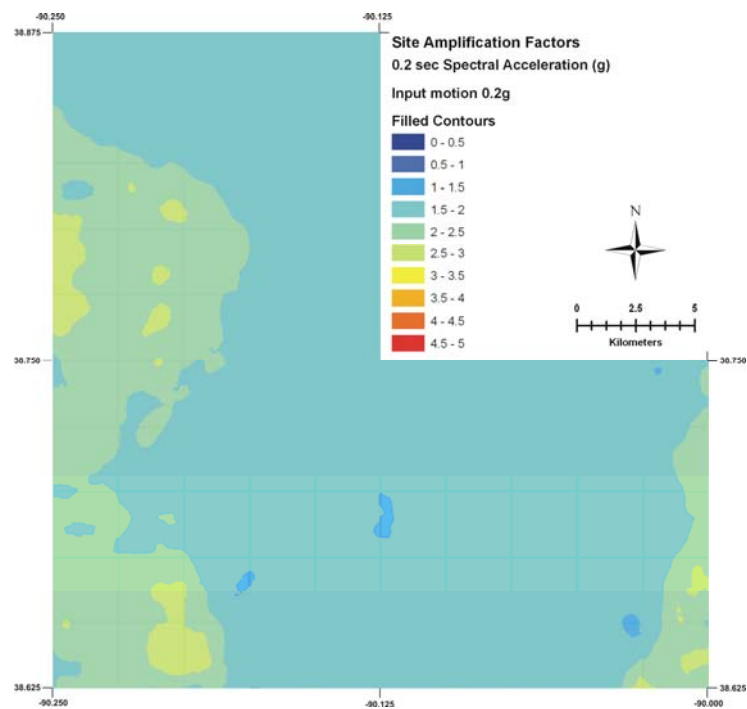 -90.250
-90.125
38.875
Site Amplification Factors
0.2 sec Spectral Acceleration (g)
Input motion 0.2g
Filled Contours
0 - 0.5
0.5 - 1
1 - 1.5
1.5 - 2
2 - 2.5
2.5 - 3
3 - 3.5
3.5 - 4
4 - 4.5
4.5 - 5
N
0 2.5 5
Kilometers
38.750
38.750
38.625
38.625
-90.250
-90.125
-90.000